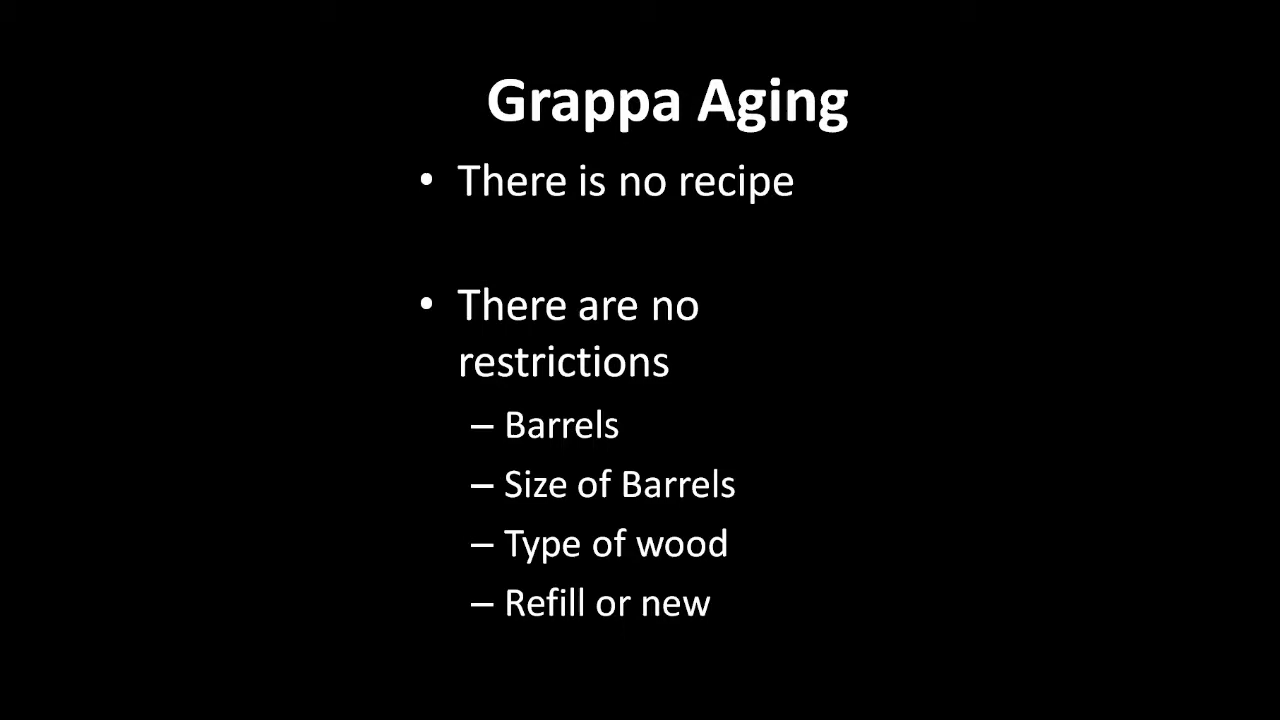 Grappa Aging
• There is no recipe
• There are no
restrictions
– Barrels
– Size of Barrels
– Type of wood
– Refill or new